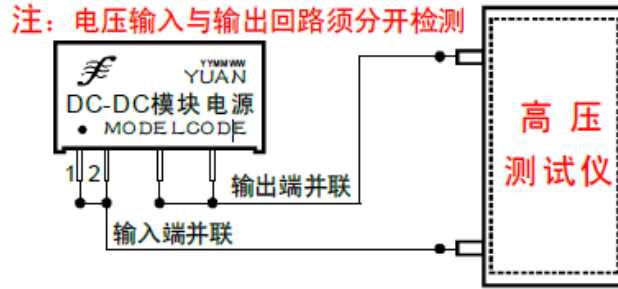 注：电压输入与输出回路须分开检测
YYMMWW
YUAN
DC-DC模块电源
MODELCODE
1 2
输出端并联
输入端并联
高 压
测试仪